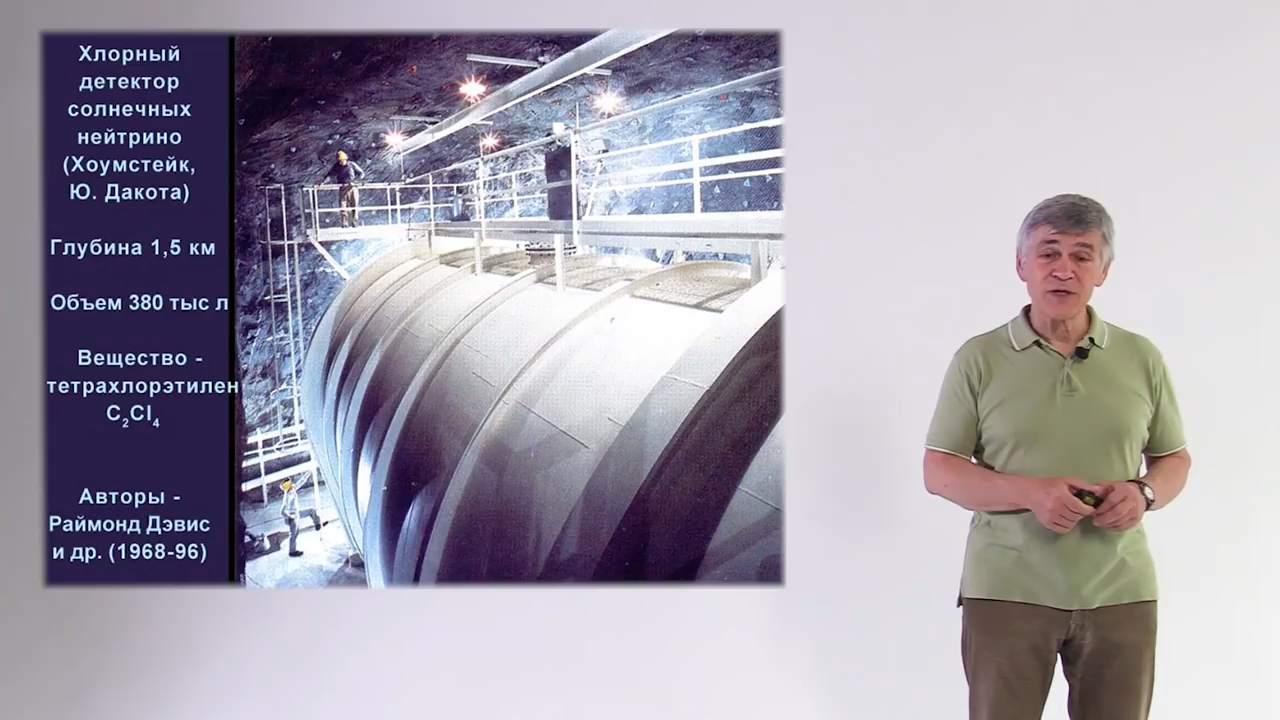 Хлорный
детектор
солнечных
нейтрино
(Хоумстейк,
Ю. Дакота)
Глубина 1,5 км
Объем 380 тыс л
Вещество -
тетрахлорэтилен
C₂Cl₄
Авторы -
Раймонд Дэвис
и др. (1968-96)